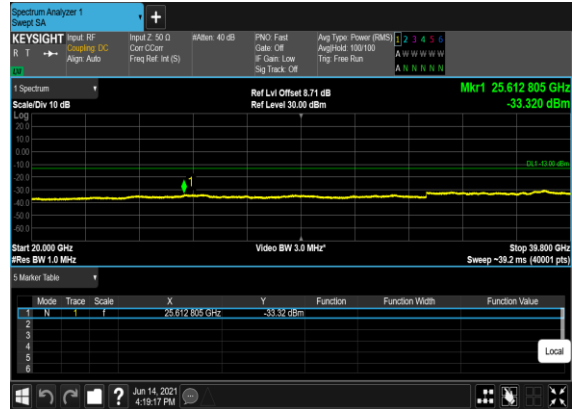 Spectrum Analyzer 1
Swept SA
+
KEYSIGHT Input: RF Input Z: 50 Ω #Atten: 40 dB PNO: Fast Avg Type: Power (RMS) 1 2 3 4 5 6
R T Coupling: DC Corr CCorr Gate: Off Avg|Hold: 100/100 A W W W W W
Align: Auto Freq Ref: Int (S) IF Gain: Low Trig: Free Run
Sig Track: Off A N N N N N
1 Spectrum Ref Lvl Offset 8.71 dB Mkr1 25.612 805 GHz
Scale/Div 10 dB Ref Level 30.00 dBm -33.320 dBm
Log
20.0
10.0
0.00
-10.0 DL1 -13.00 dBm
-20.0
1
-30.0
-40.0
-50.0
-60.0
Start 20.000 GHz Video BW 3.0 MHz* Stop 39.800 GHz
#Res BW 1.0 MHz Sweep ~39.2 ms (40001 pts)
5 Marker Table
Mode Trace Scale X Y Function Function Width Function Value
1 N 1 f 25.612 805 GHz -33.32 dBm
2
3
4
5
6
Local
? Jun 14, 2021
4:19:17 PM